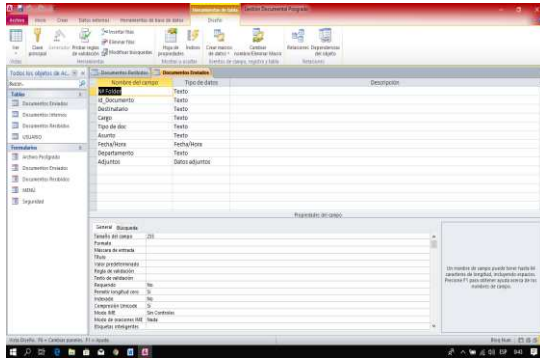 Herramientas de tabla
Gestión Documental Posgrado
Archivo Inicio Crear Datos externos Herramientas de base de datos Diseño
Ver
Clave principal
Generador
Probar reglas de validación
Insertar filas
Eliminar filas
Modificar búsquedas
Hoja de propiedades
Índices
Crear macros de datos
Cambiar nombre/Eliminar macro
Relaciones
Dependencias del objeto
Vistas
Herramientas
Mostrar u ocultar
Eventos de campo, registro y tabla
Relaciones
Todos los objetos de Ac...
Buscar...
Tablas
Documentos Enviados
Documentos Internos
Documentos Recibidos
USUARIO
Formularios
Archivo Postgrado
Documentos Enviados
Documentos Recibidos
MENÚ
Seguridad
Documentos Recibidos
Documentos Enviados
Nombre del campo Tipo de datos Descripción
Nº Folder Texto
Id_Documento Texto
Destinatario Texto
Cargo Texto
Tipo de doc Texto
Asunto Texto
Fecha/Hora Fecha/Hora
Departamento Texto
Adjuntos Datos adjuntos
Propiedades del campo
General Búsqueda
Tamaño del campo 255
Formato
Máscara de entrada
Título
Valor predeterminado
Regla de validación
Texto de validación
Requerido No
Permitir longitud cero Sí
Indexado No
Compresión Unicode Sí
Modo IME Sin Controles
Modo de oraciones IME Nada
Etiquetas inteligentes
Un nombre de campo puede tener hasta 64
caracteres de longitud, incluyendo espacios.
Presione F1 para obtener ayuda acerca de los
nombres de campo.
Vista Diseño. F6 = Cambiar paneles. F1 = Ayuda.
Bloq Num
ESP 9:41